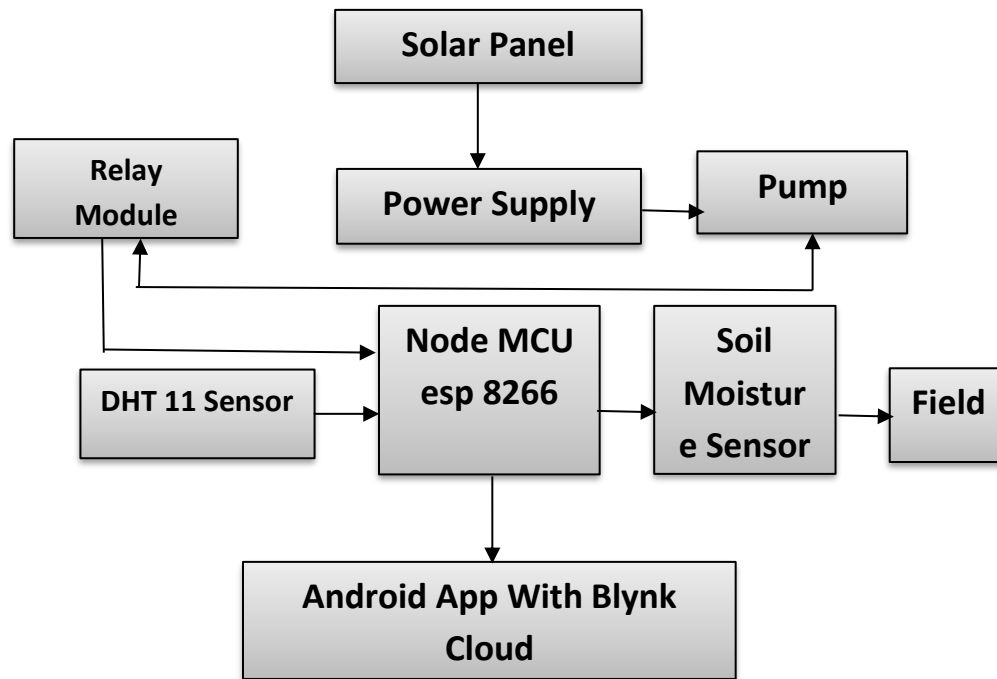 Solar Panel
Relay
Module
Power Supply
Pump
Node MCU
esp 8266
Soil
Moistur
e Sensor
DHT 11 Sensor
Field
Android App With Blynk
Cloud